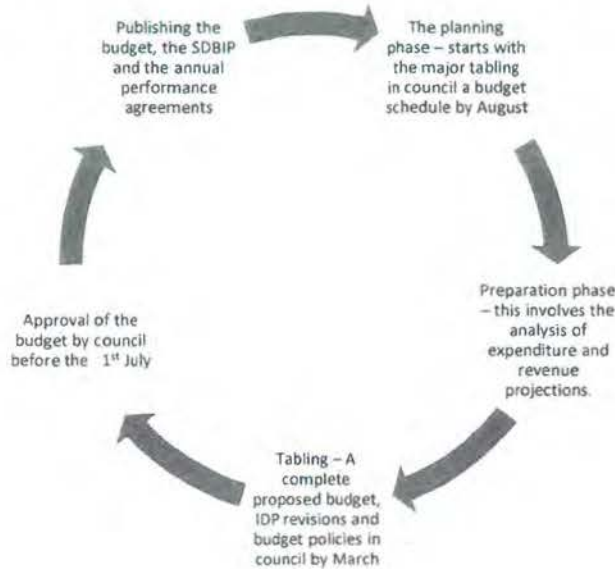 Publishing the
budget, the SDBIP
and the annual
performance
agreements
The planning
phase – starts with
the major tabling
in council a budget
schedule by August
Preparation phase
– this involves the
analysis of
expenditure and
revenue
projections.
Tabling – A
complete
proposed budget,
IDP revisions and
budget policies in
council by March
Approval of the
budget by council
before the 1st July